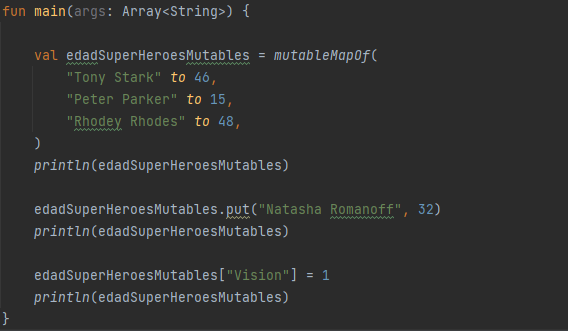 fun main(args: Array<String>) {
val edadSuperHeroesMutables = mutableMapOf(
"Tony Stark" to 46,
"Peter Parker" to 15,
"Rhodey Rhodes" to 48,
)
println(edadSuperHeroesMutables)
edadSuperHeroesMutables.put("Natasha Romanoff", 32)
println(edadSuperHeroesMutables)
edadSuperHeroesMutables["Vision"] = 1
println(edadSuperHeroesMutables)
}